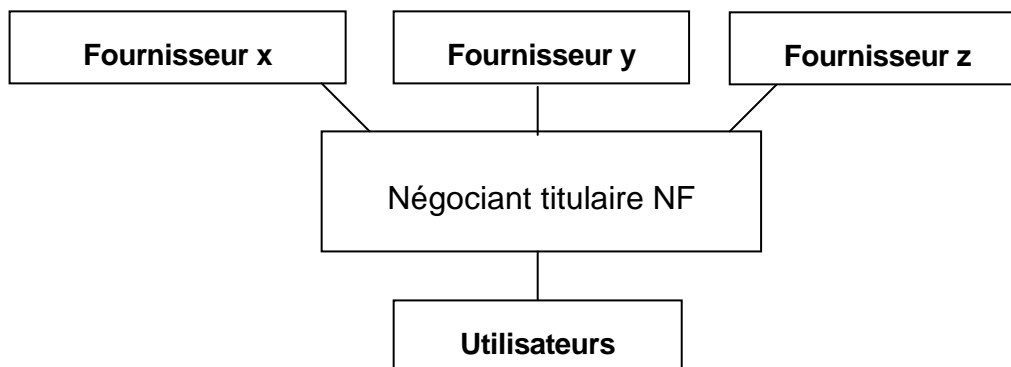 Fournisseur x
Fournisseur y
Fournisseur z
Négociant titulaire NF
Utilisateurs